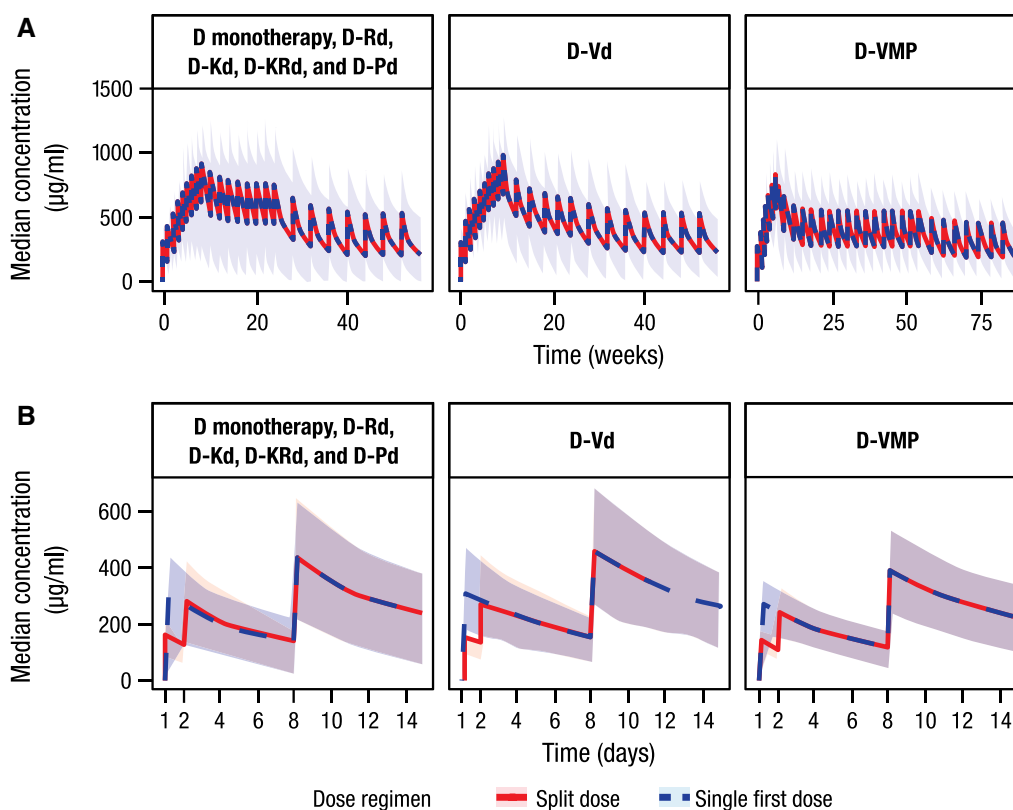 A
D monotherapy, D-Rd,
D-Kd, D-KRd, and D-Pd
D-Vd
D-VMP
Median concentration
(µg/ml)
1500
1000
500
0
0 20 40
0 20 40
0 25 50 75
Time (weeks)
B
D monotherapy, D-Rd,
D-Kd, D-KRd, and D-Pd
D-Vd
D-VMP
Median concentration
(µg/ml)
600
400
200
0
1 2 4 6 8 10 12 14
1 2 4 6 8 10 12 14
1 2 4 6 8 10 12 14
Time (days)
Dose regimen Split dose Single first dose